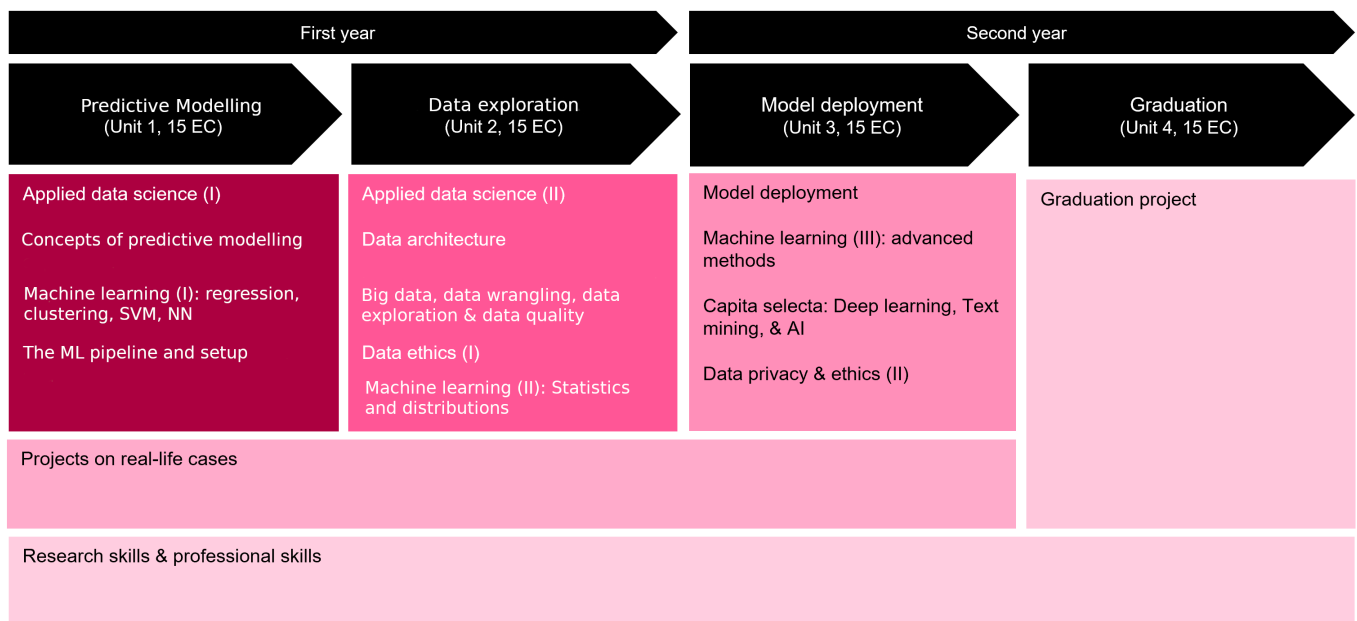 First year
Second year
Predictive Modelling
(Unit 1, 15 EC)
Data exploration
(Unit 2, 15 EC)
Model deployment
(Unit 3, 15 EC)
Graduation
(Unit 4, 15 EC)
Applied data science (I)
Concepts of predictive modelling
Machine learning (I): regression,
clustering, SVM, NN
The ML pipeline and setup
Applied data science (II)
Data architecture
Big data, data wrangling, data
exploration & data quality
Data ethics (I)
Machine learning (II): Statistics
and distributions
Model deployment
Machine learning (III): advanced
methods
Capita selecta: Deep learning, Text
mining, & AI
Data privacy & ethics (II)
Graduation project
Projects on real-life cases
Research skills & professional skills